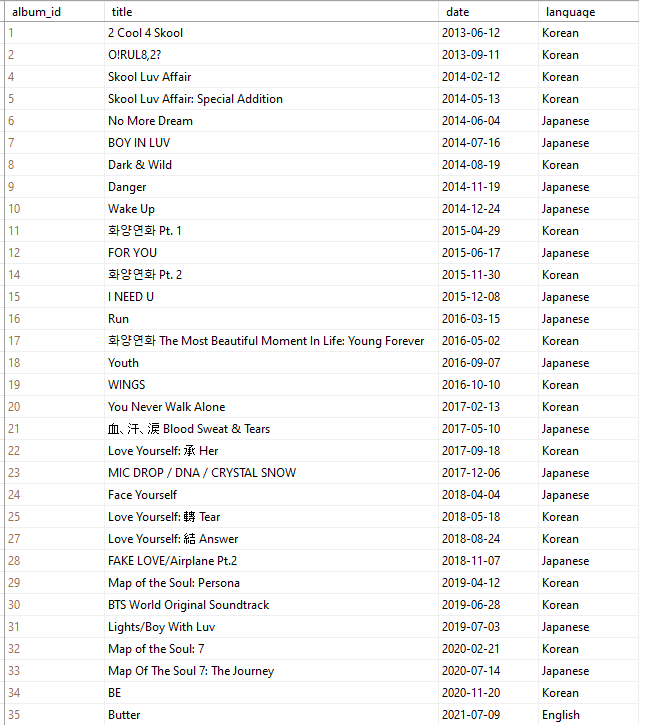 album_id title date language
1 2 Cool 4 Skool 2013-06-12 Korean
2 O!RUL8,2? 2013-09-11 Korean
4 Skool Luv Affair 2014-02-12 Korean
5 Skool Luv Affair: Special Addition 2014-05-13 Korean
6 No More Dream 2014-06-04 Japanese
7 BOY IN LUV 2014-07-16 Japanese
8 Dark & Wild 2014-08-19 Korean
9 Danger 2014-11-19 Japanese
10 Wake Up 2014-12-24 Japanese
11 화양연화 Pt. 1 2015-04-29 Korean
12 FOR YOU 2015-06-17 Japanese
14 화양연화 Pt. 2 2015-11-30 Korean
15 I NEED U 2015-12-08 Japanese
16 Run 2016-03-15 Japanese
17 화양연화 The Most Beautiful Moment In Life: Young Forever 2016-05-02 Korean
18 Youth 2016-09-07 Japanese
19 WINGS 2016-10-10 Korean
20 You Never Walk Alone 2017-02-13 Korean
21 血、汗、涙 Blood Sweat & Tears 2017-05-10 Japanese
22 Love Yourself: 承 Her 2017-09-18 Korean
23 MIC DROP / DNA / CRYSTAL SNOW 2017-12-06 Japanese
24 Face Yourself 2018-04-04 Japanese
25 Love Yourself: 轉 Tear 2018-05-18 Korean
27 Love Yourself: 結 Answer 2018-08-24 Korean
28 FAKE LOVE/Airplane Pt.2 2018-11-07 Japanese
29 Map of the Soul: Persona 2019-04-12 Korean
30 BTS World Original Soundtrack 2019-06-28 Korean
31 Lights/Boy With Luv 2019-07-03 Japanese
32 Map of the Soul: 7 2020-02-21 Korean
33 Map Of The Soul 7: The Journey 2020-07-14 Japanese
34 BE 2020-11-20 Korean
35 Butter 2021-07-09 English